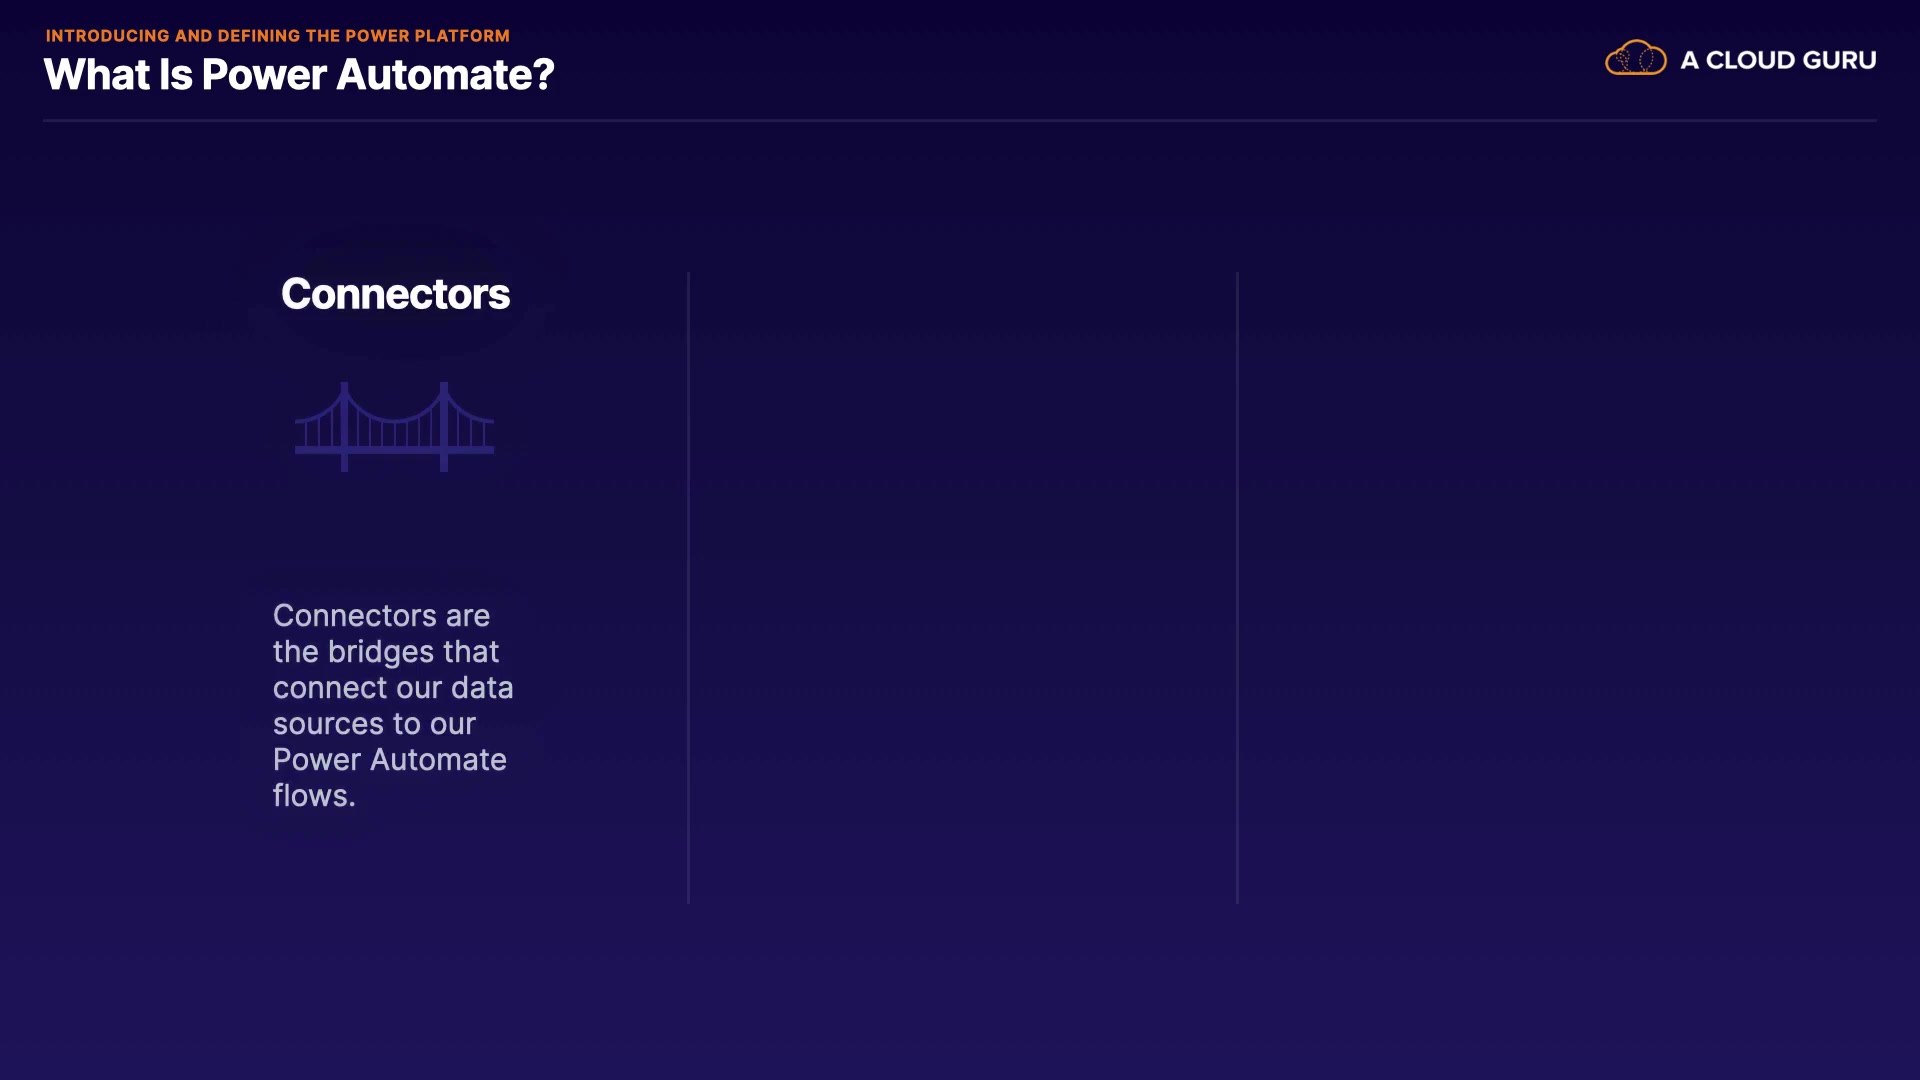 INTRODUCING AND DEFINING THE POWER PLATFORM
What Is Power Automate?
A CLOUD GURU
Connectors
Connectors are
the bridges that
connect our data
sources to our
Power Automate
flows.